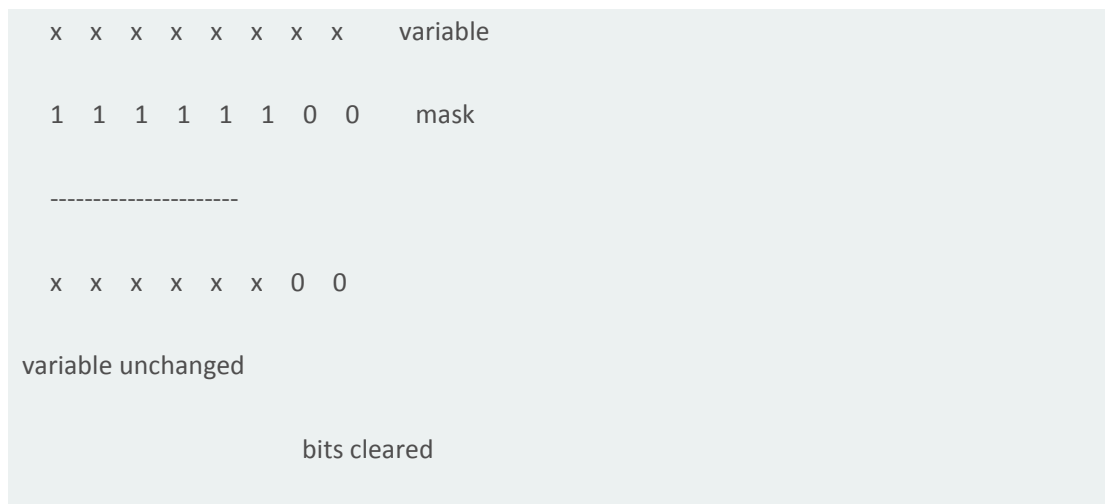 x x x x x x x x variable
1 1 1 1 1 1 0 0 mask
----------------------
x x x x x x 0 0
variable unchanged
bits cleared